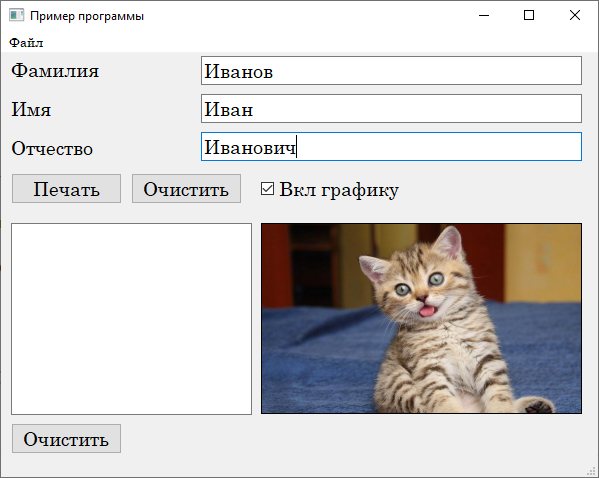 Пример программы
Файл
Фамилия Иванов
Имя Иван
Отчество Иванович
Печать Очистить Вкл графику
Очистить